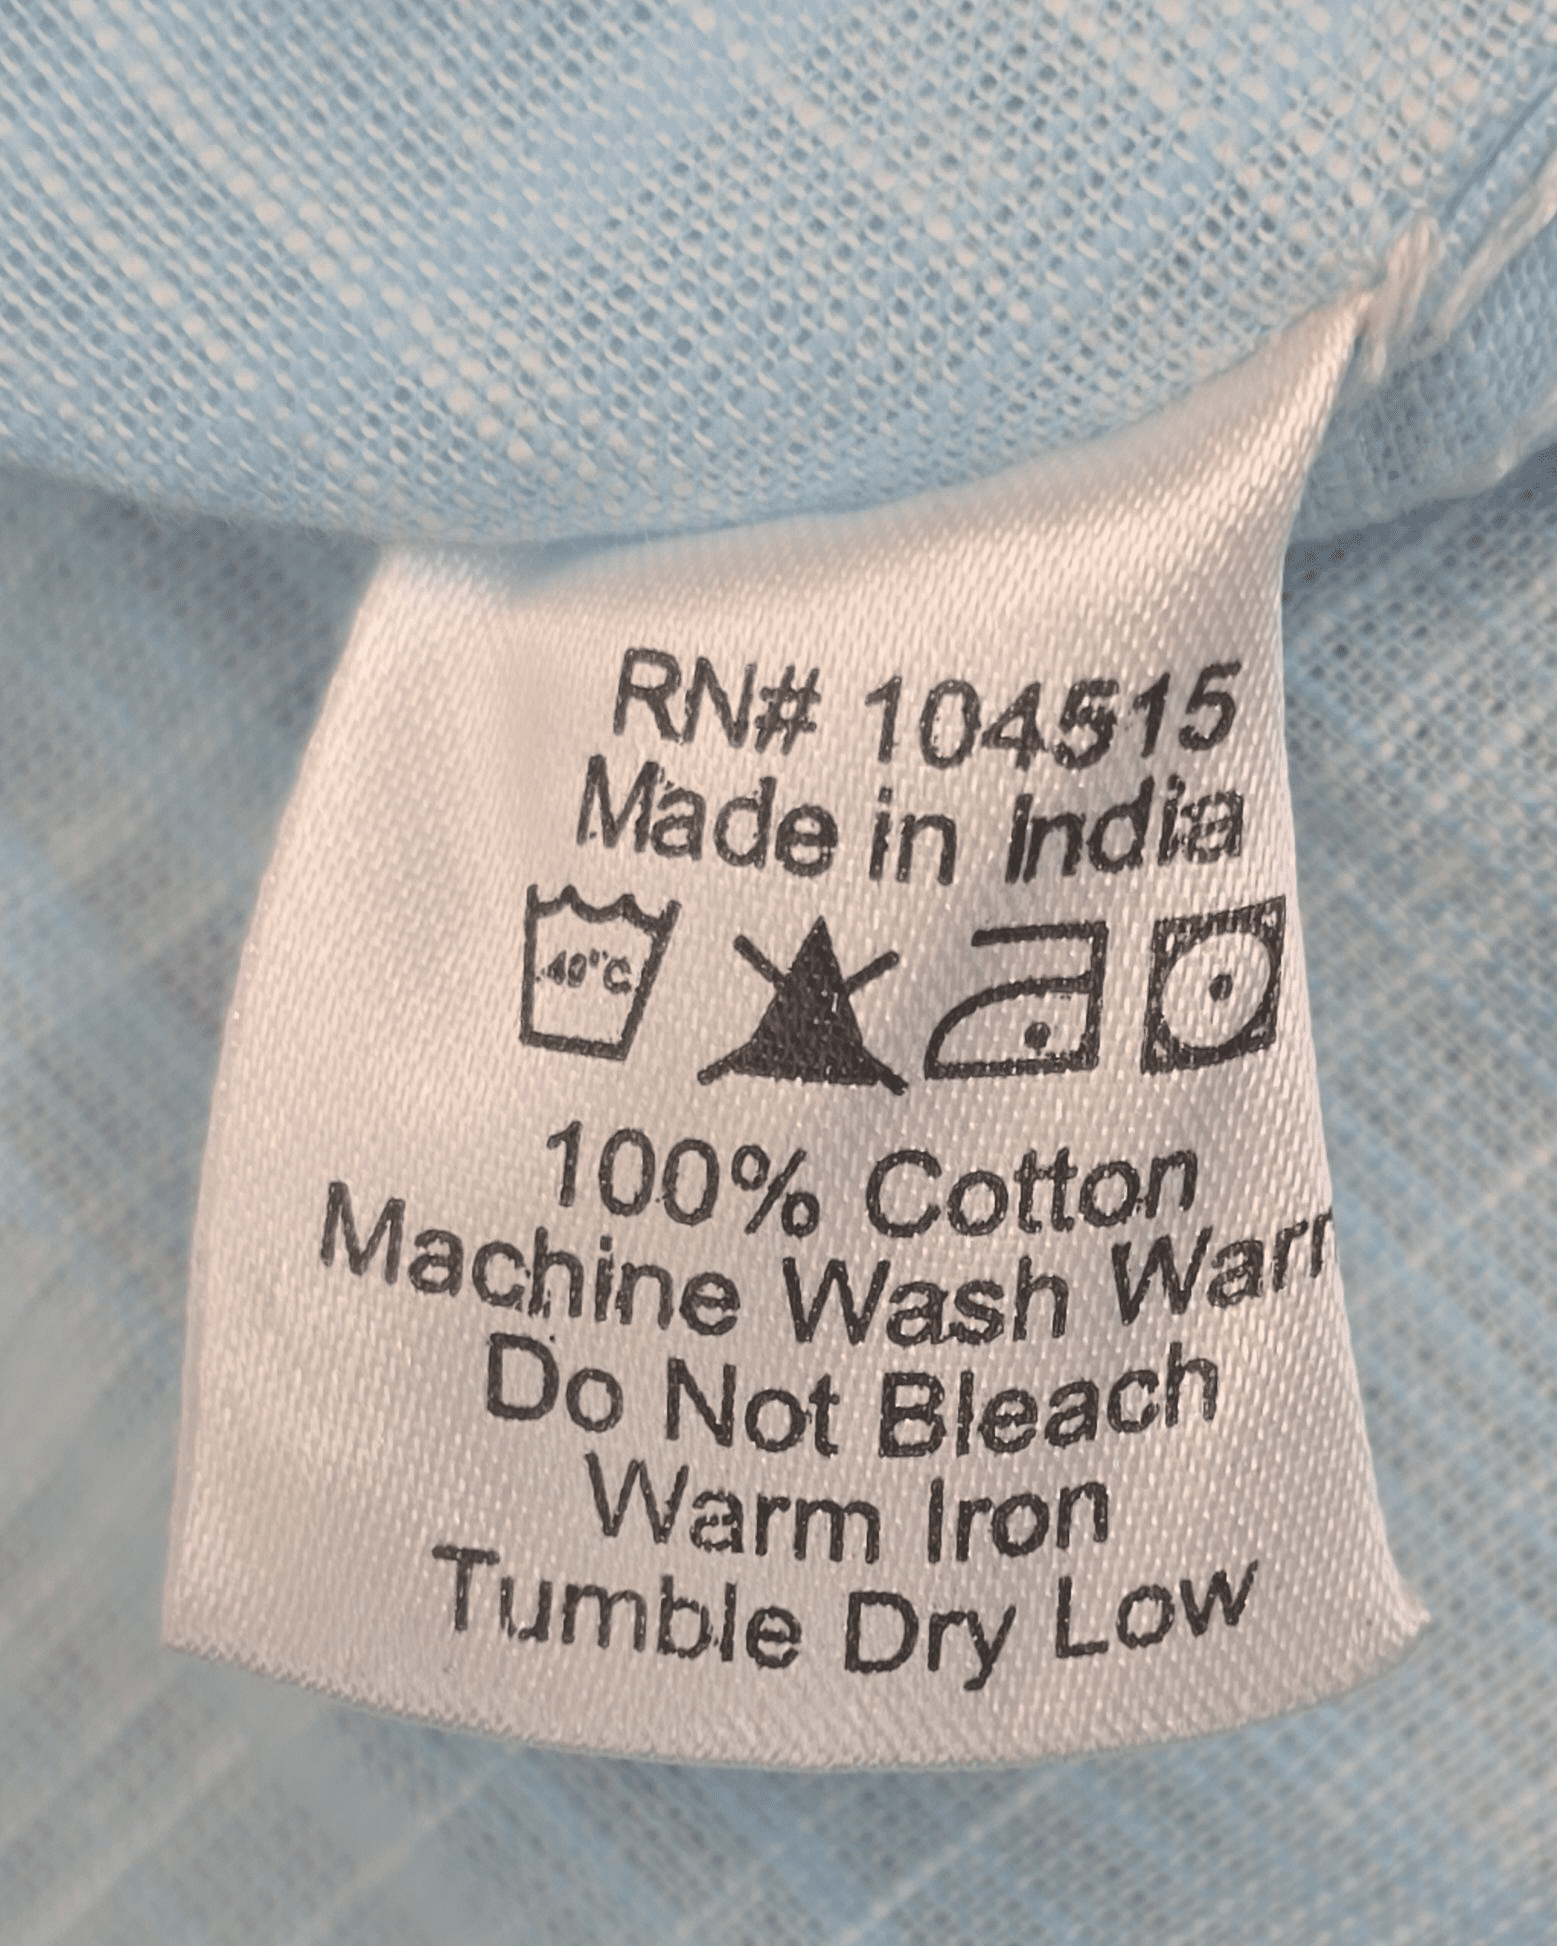 RN# 104515
Made in India
40°C
100% Cotton
Machine Wash Warm
Do Not Bleach
Warm Iron
Tumble Dry Low